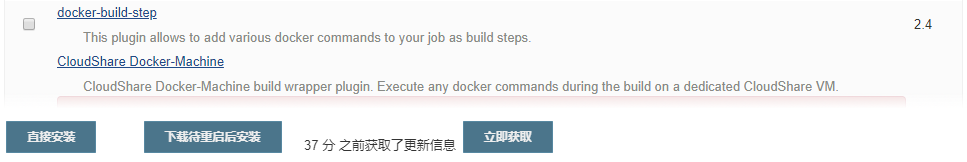 docker-build-step
2.4
This plugin allows to add various docker commands to your job as build steps.
CloudShare Docker-Machine
CloudShare Docker-Machine build wrapper plugin. Execute any docker commands during the build on a dedicated CloudShare VM.
直接安装 下载待重启后安装 37 分 之前获取了更新信息 立即获取